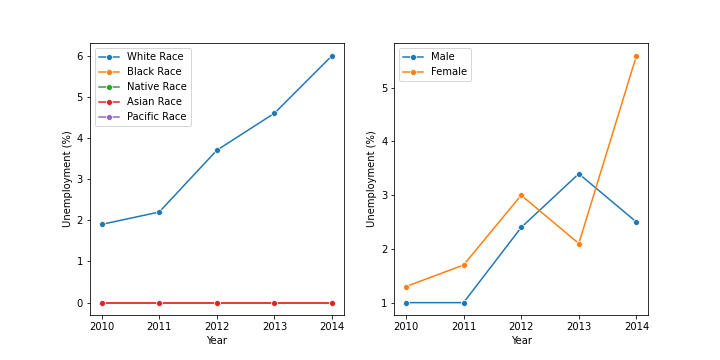 White Race
Black Race
Native Race
Asian Race
Pacific Race
6
5
4
3
2
1
0
Unemployment (%)
2010 2011 2012 2013 2014
Year
Male
Female
5
4
3
2
1
Unemployment (%)
2010 2011 2012 2013 2014
Year